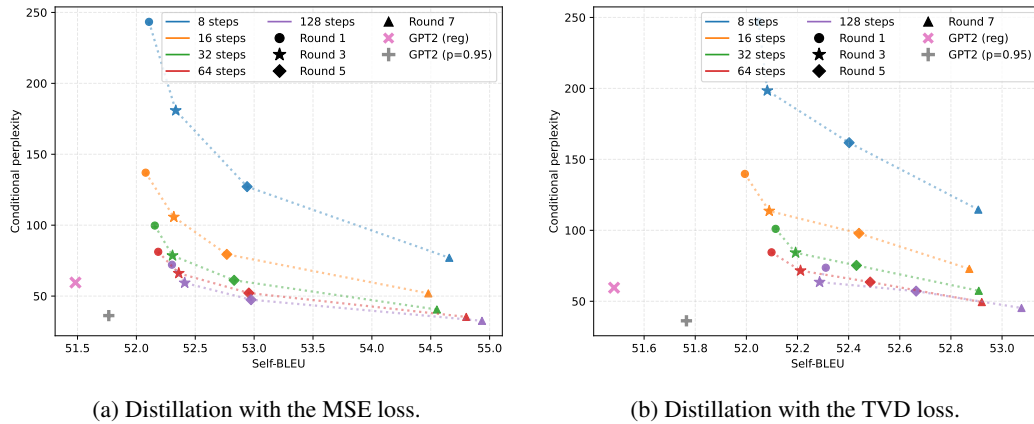 8 steps
16 steps
32 steps
64 steps
128 steps
Round 1
Round 3
Round 5
Round 7
GPT2 (reg)
GPT2 (p=0.95)
Conditional perplexity
250
200
150
100
50
51.5 52.0 52.5 53.0 53.5 54.0 54.5 55.0
Self-BLEU
(a) Distillation with the MSE loss.
8 steps
16 steps
32 steps
64 steps
128 steps
Round 1
Round 3
Round 5
Round 7
GPT2 (reg)
GPT2 (p=0.95)
Conditional perplexity
250
200
150
100
50
51.6 51.8 52.0 52.2 52.4 52.6 52.8 53.0
Self-BLEU
(b) Distillation with the TVD loss.